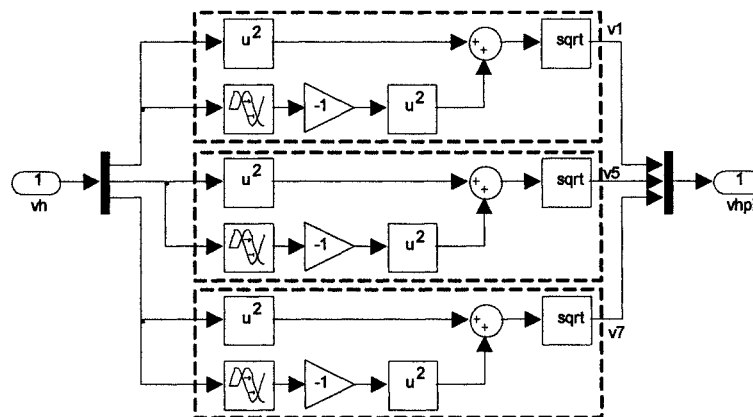 u² + + sqrt v1
-1 u²
1 vh
u² + + sqrt v5
-1 u²
1 vhp
u² + + sqrt v7
-1 u²